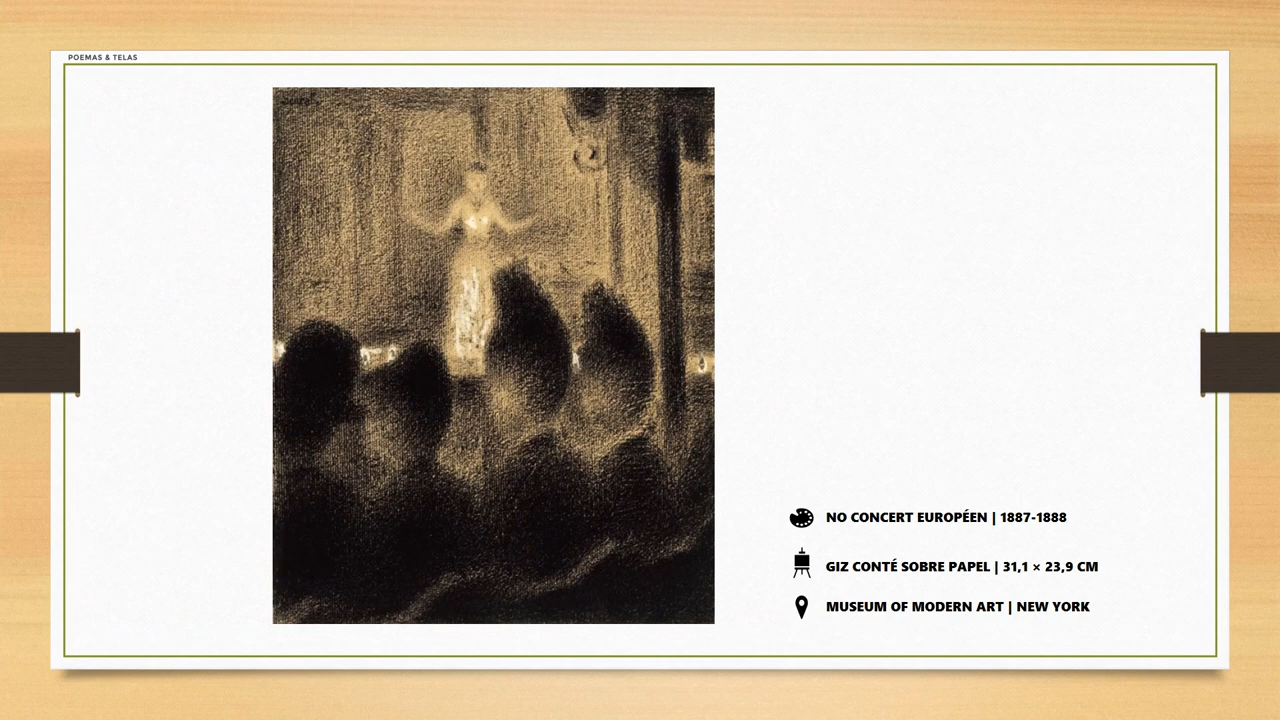 POEMAS & TELAS
NO CONCERT EUROPÉEN | 1887-1888
GIZ CONTÉ SOBRE PAPEL | 31,1 × 23,9 CM
MUSEUM OF MODERN ART | NEW YORK